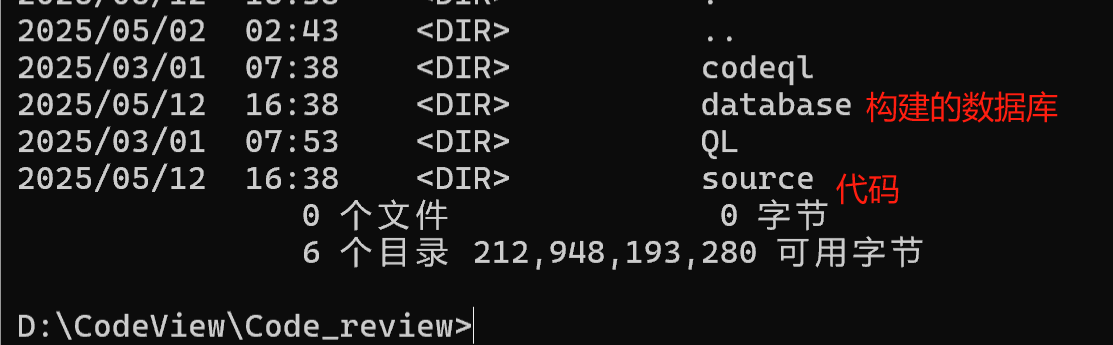 2025/05/02  02:43    <DIR>          ..
2025/03/01  07:38    <DIR>          codeql
2025/05/12  16:38    <DIR>          database 构建的数据库
2025/03/01  07:53    <DIR>          QL
2025/05/12  16:38    <DIR>          source 代码
               0 个文件              0 字节
               6 个目录 212,948,193,280 可用字节
D:\CodeView\Code_review>